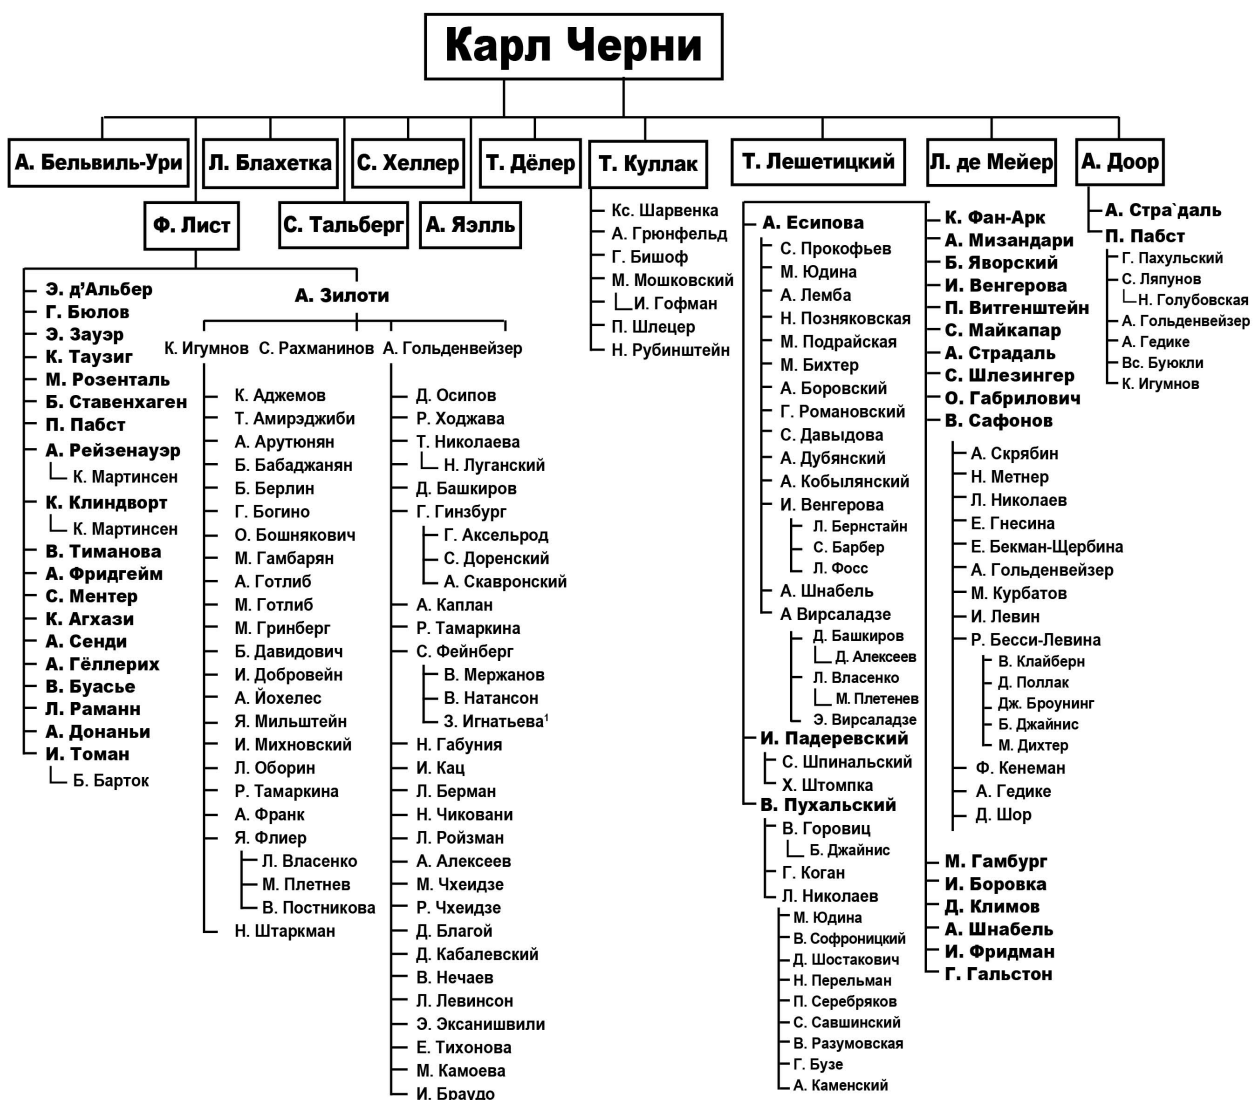 Карл Черни
А. Бельвиль-Ури
Л. Блахетка
С. Хеллер
Т. Дёлер
Т. Куллак
Т. Лешетицкий
Л. де Мейер
А. Доор
Ф. Лист
С. Тальберг
А. Яэлль
Э. д’Альбер
Г. Бюлов
Э. Зауэр
К. Таузиг
М. Розенталь
Б. Ставенхаген
П. Пабст
А. Рейзенауэр
К. Мартинсен
К. Клиндворт
К. Мартинсен
В. Тиманова
А. Фридгейм
С. Ментер
К. Агхази
А. Сенди
А. Гёллерих
В. Буасье
Л. Раманн
А. Донаньи
И. Томан
Б. Барток
А. Зилоти
К. Игумнов
С. Рахманинов
А. Гольденвейзер
К. Аджемов
Т. Амирэджиби
А. Арутюнян
Б. Бабаджанян
Б. Берлин
Г. Богино
О. Бошнякович
М. Гамбарян
А. Готлиб
М. Готлиб
М. Гринберг
Б. Давидович
И. Добровейн
А. Йохелес
Я. Мильштейн
И. Михновский
Л. Оборин
Р. Тамаркина
А. Франк
Я. Флиер
Л. Власенко
М. Плетнев
В. Постникова
Н. Штаркман
Д. Осипов
Р. Ходжава
Т. Николаева
Н. Луганский
Д. Башкиров
Г. Гинзбург
Г. Аксельрод
С. Доренский
А. Скавронский
А. Каплан
Р. Тамаркина
С. Фейнберг
В. Мержанов
В. Натансон
З. Игнатьева¹
Н. Габуния
И. Кац
Л. Берман
Н. Чиковани
Л. Ройзман
А. Алексеев
М. Чхеидзе
Р. Чхеидзе
Д. Благой
Д. Кабалевский
В. Нечаев
Л. Левинсон
Э. Эксанишвили
Е. Тихонова
М. Камоева
И. Браудо
Кс. Шарвенка
А. Грюнфельд
Г. Бишоф
М. Мошковский
И. Гофман
П. Шлецер
Н. Рубинштейн
А. Есипова
С. Прокофьев
М. Юдина
А. Лемба
Н. Позняковская
М. Подрайская
М. Бихтер
А. Боровский
Г. Романовский
С. Давыдова
А. Дубянский
А. Кобылянский
И. Венгерова
Л. Бернстайн
С. Барбер
Л. Фосс
А. Шнабель
А Вирсаладзе
Д. Башкиров
Д. Алексеев
Л. Власенко
М. Плетенев
Э. Вирсаладзе
И. Падеревский
С. Шпинальский
Х. Штомпка
В. Пухальский
В. Горовиц
Б. Джайнис
Г. Коган
Л. Николаев
М. Юдина
В. Софроницкий
Д. Шостакович
Н. Перельман
П. Серебряков
С. Савшинский
В. Разумовская
Г. Бузе
А. Каменский
К. Фан-Арк
А. Мизандари
Б. Яворский
И. Венгерова
П. Витгенштейн
С. Майкапар
А. Страдаль
С. Шлезингер
О. Габрилович
В. Сафонов
А. Скрябин
Н. Метнер
Л. Николаев
Е. Гнесина
Е. Бекман-Щербина
А. Гольденвейзер
М. Курбатов
И. Левин
Р. Бесси-Левина
В. Клайберн
Д. Поллак
Дж. Броунинг
Б. Джайнис
М. Дихтер
Ф. Кенеман
А. Гедике
Д. Шор
М. Гамбург
И. Боровка
Д. Климов
А. Шнабель
И. Фридман
Г. Гальстон
А. Стра`даль
П. Пабст
Г. Пахульский
С. Ляпунов
Н. Голубовская
А. Гольденвейзер
А. Гедике
Вс. Буюкли
К. Игумнов